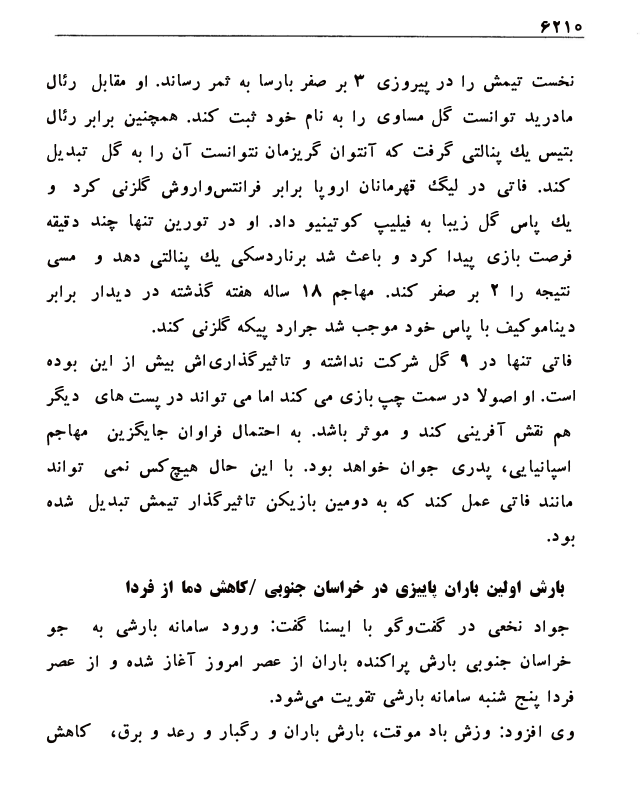 ۶۲۱۰
نخست تیمش را در پیروزی ۳ بر صفر بارسا به ثمر رساند. او مقابل رئال
مادرید توانست گل مساوی را به نام خود ثبت کند. همچنین برابر رئال
بتیس یك پنالتی گرفت که آنتوان گریزمان نتوانست آن را به گل تبدیل
کند. فاتی در لیگ قهرمانان اروپا برابر فرانتس‌واروش گلزنی کرد و
یك پاس گل زیبا به فیلیپ کوتینیو داد. او در تورین تنها چند دقیقه
فرصت بازی پیدا کرد و باعث شد برناردسکی یك پنالتی دهد و مسی
نتیجه را ۲ بر صفر کند. مهاجم ۱۸ ساله هفته گذشته در دیدار برابر
دیناموکیف با پاس خود موجب شد جرارد پیکه گلزنی کند.
فاتی تنها در ۹ گل شرکت نداشته و تاثیرگذاری‌اش بیش از این بوده
است. او اصولا در سمت چپ بازی می کند اما می تواند در پست های دیگر
هم نقش آفرینی کند و موثر باشد. به احتمال فراوان جایگزین مهاجم
اسپانیایی، پدری جوان خواهد بود. با این حال هیچ‌کس نمی تواند
مانند فاتی عمل کند که به دومین بازیکن تاثیرگذار تیمش تبدیل شده
بود.
بارش اولین باران پاییزی در خراسان جنوبی /کاهش دما از فردا
جواد نخعی در گفت‌وگو با ایسنا گفت: ورود سامانه بارشی به جو
خراسان جنوبی بارش پراکنده باران از عصر امروز آغاز شده و از عصر
فردا پنج شنبه سامانه بارشی تقویت می‌شود.
وی افزود: وزش باد موقت، بارش باران و رگبار و رعد و برق، کاهش